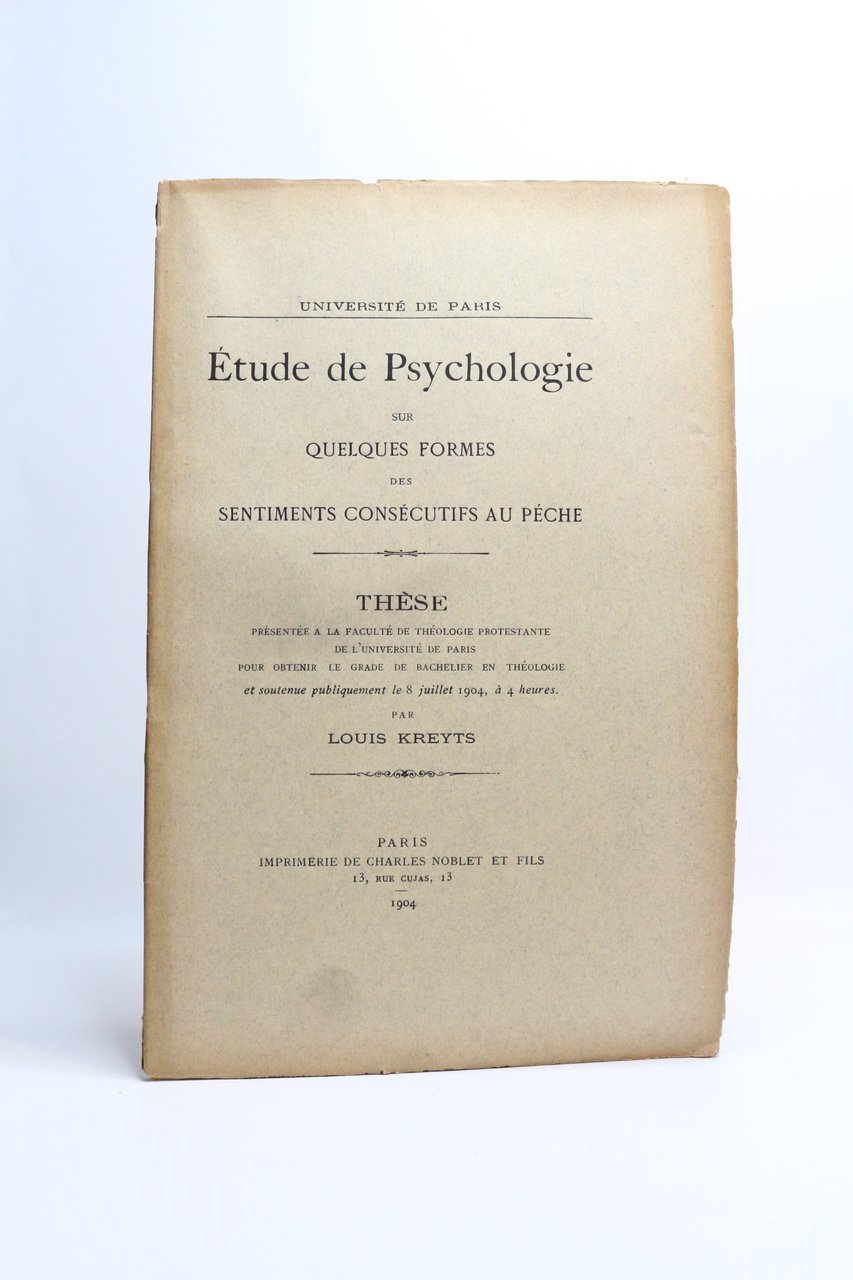 UNIVERSITÉ DE PARIS
Étude de Psychologie
SUR
QUELQUES FORMES
DES
SENTIMENTS CONSÉCUTIFS AU PÉCHE
THÈSE
PRÉSENTÉE A LA FACULTÉ DE THÉOLOGIE PROTESTANTE
DE L'UNIVERSITÉ DE PARIS
POUR OBTENIR LE GRADE DE BACHELIER EN THÉOLOGIE
et soutenue publiquement le 8 juillet 1904, à 4 heures.
PAR
LOUIS KREYTS
PARIS
IMPRIMERIE DE CHARLES NOBLET ET FILS
13, RUE CUJAS, 13
1904